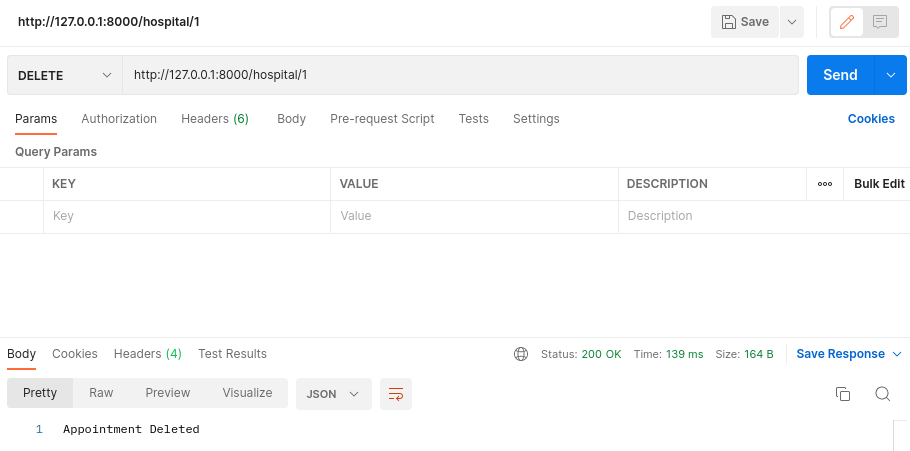 http://127.0.0.1:8000/hospital/1 Save
DELETE http://127.0.0.1:8000/hospital/1 Send
Params Authorization Headers (6) Body Pre-request Script Tests Settings Cookies
Query Params
KEY VALUE DESCRIPTION Bulk Edit
Key Value Description
Body Cookies Headers (4) Test Results Status: 200 OK Time: 139 ms Size: 164 B Save Response
Pretty Raw Preview Visualize JSON
1 Appointment Deleted